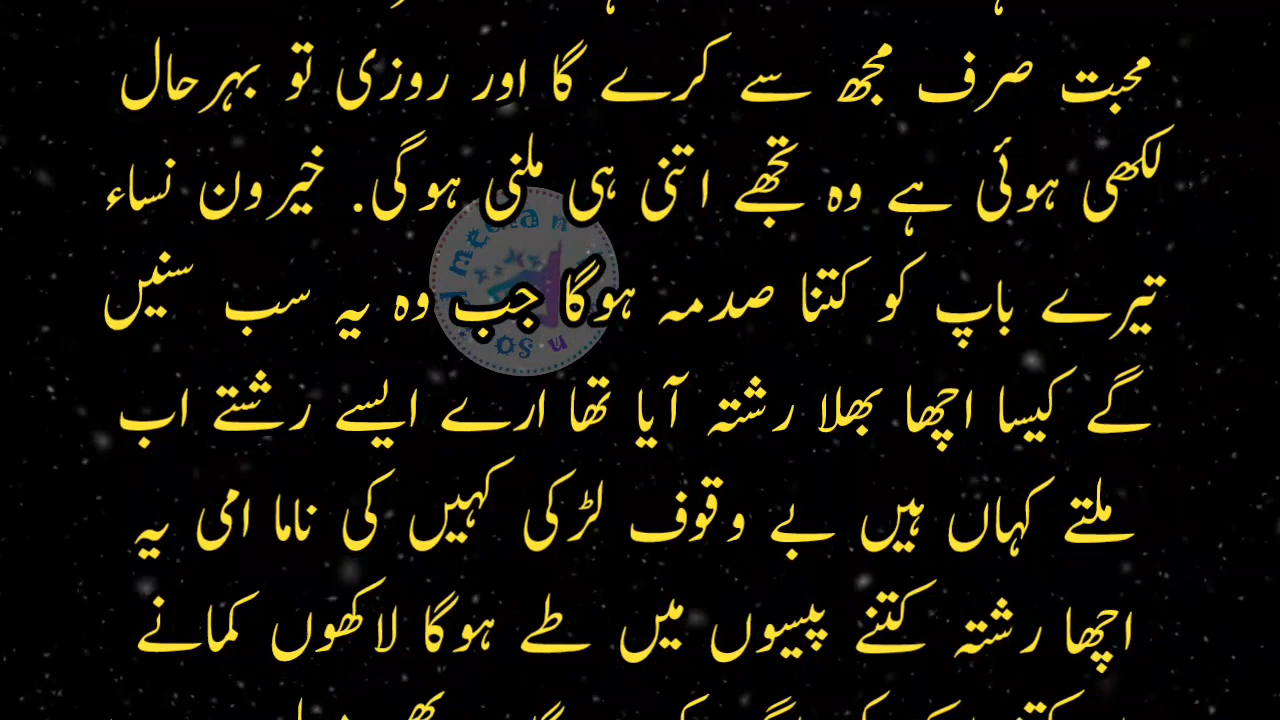 محبت صرف مجھ سے کرے گا اور روزی تو بہرحال
لکھی ہوئی ہے وہ تجھے اتنی ہی ملنی ہوگی. خیرون نساء
تیرے باپ کو کتنا صدمہ ہوگا جب وہ یہ سب سنیں
گے کیسا اچھا بھلا رشتہ آیا تھا ارے ایسے رشتے اب
ملتے کہاں ہیں بے وقوف لڑکی کہیں کی ناما امی یہ
اچھا رشتہ کتنے پیسوں میں طے ہوگا لاکھوں کمانے